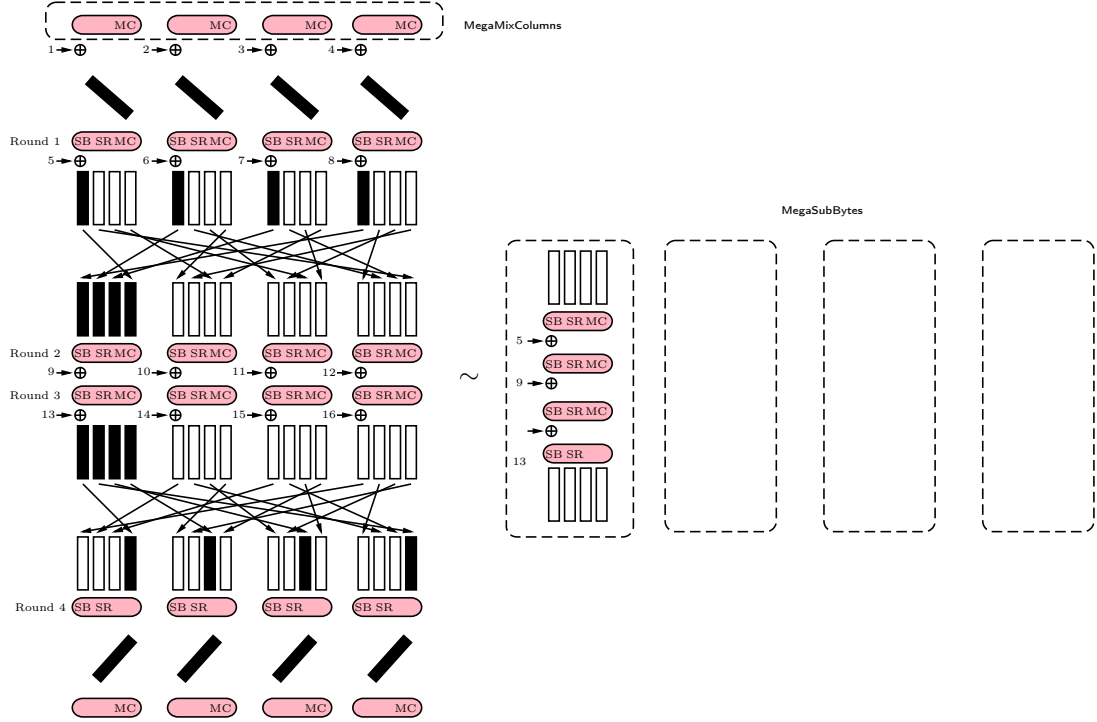 MC MC MC MC MegaMixColumns
1 2 3 4
Round 1 SB SR MC SB SR MC SB SR MC SB SR MC
5 6 7 8
MegaSubBytes
SB SR MC
5
Round 2 SB SR MC SB SR MC SB SR MC SB SR MC
SB SR MC
9 10 11 12
∼
9
Round 3 SB SR MC SB SR MC SB SR MC SB SR MC
SB SR MC
13 14 15 16
SB SR
13
Round 4 SB SR SB SR SB SR SB SR
MC MC MC MC